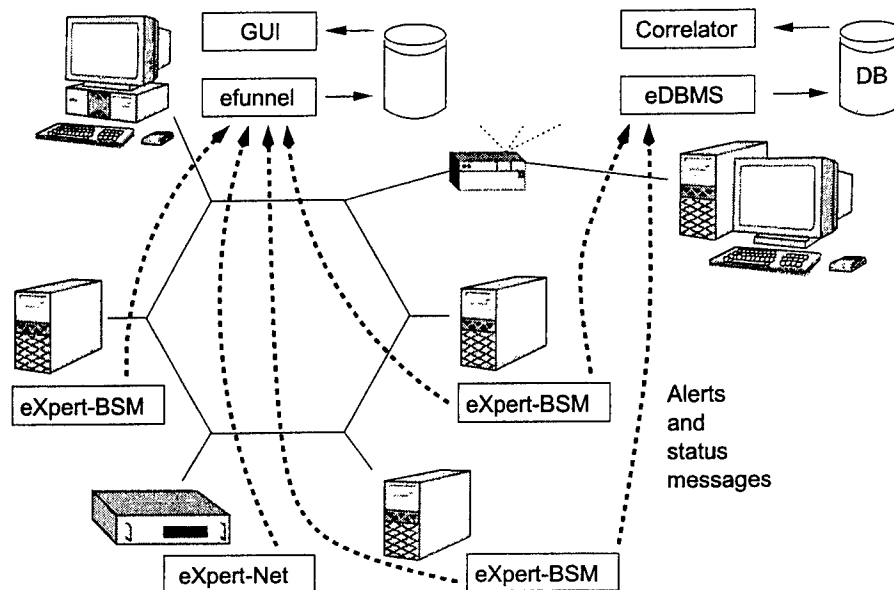 GUI
Correlator
efunnel
eDBMS
DB
eXpert-BSM
eXpert-BSM
Alerts
and
status
messages
eXpert-Net
eXpert-BSM